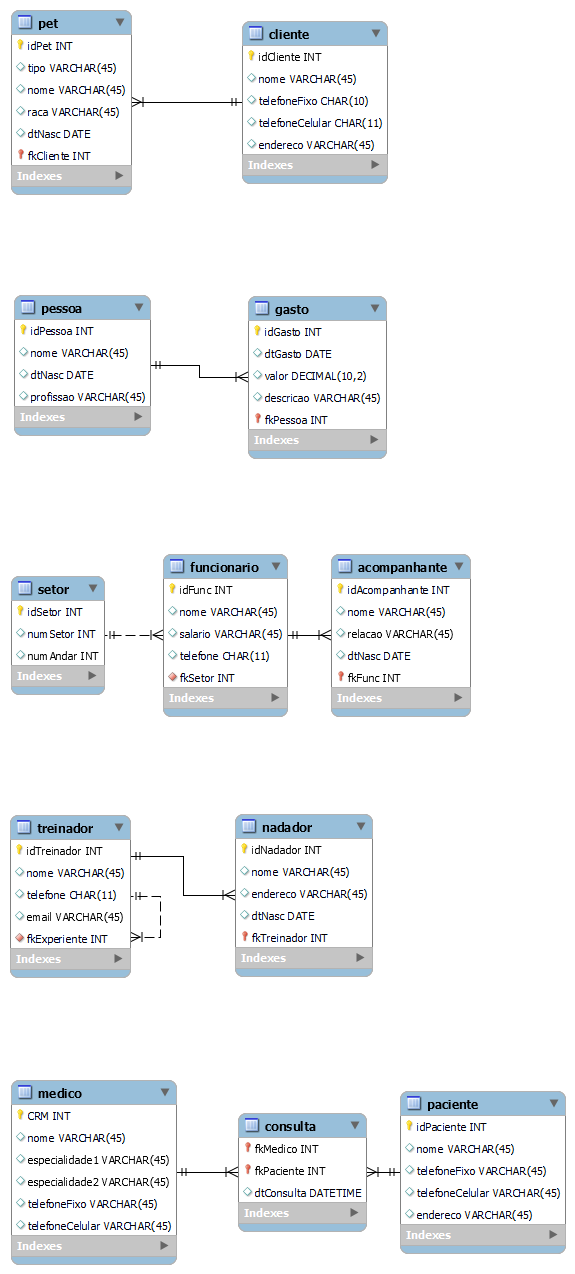 pet
idPet INT
tipo VARCHAR(45)
nome VARCHAR(45)
raca VARCHAR(45)
dtNasc DATE
fkCliente INT
Indexes
cliente
idCliente INT
nome VARCHAR(45)
telefoneFixo CHAR(10)
telefoneCelular CHAR(11)
endereco VARCHAR(45)
Indexes
pessoa
idPessoa INT
nome VARCHAR(45)
dtNasc DATE
profissao VARCHAR(45)
Indexes
gasto
idGasto INT
dtGasto DATE
valor DECIMAL(10,2)
descricao VARCHAR(45)
fkPessoa INT
Indexes
setor
idSetor INT
numSetor INT
numAndar INT
Indexes
funcionario
idFunc INT
nome VARCHAR(45)
salario VARCHAR(45)
telefone CHAR(11)
fkSetor INT
Indexes
acompanhante
idAcompanhante INT
nome VARCHAR(45)
relacao VARCHAR(45)
dtNasc DATE
fkFunc INT
Indexes
treinador
idTreinador INT
nome VARCHAR(45)
telefone CHAR(11)
email VARCHAR(45)
fkExperiente INT
Indexes
nadador
idNadador INT
nome VARCHAR(45)
endereco VARCHAR(45)
dtNasc DATE
fkTreinador INT
Indexes
medico
CRM INT
nome VARCHAR(45)
especialidade1 VARCHAR(45)
especialidade2 VARCHAR(45)
telefoneFixo VARCHAR(45)
telefoneCelular VARCHAR(45)
Indexes
consulta
fkMedico INT
fkPaciente INT
dtConsulta DATETIME
Indexes
paciente
idPaciente INT
nome VARCHAR(45)
telefoneFixo VARCHAR(45)
telefoneCelular VARCHAR(45)
endereco VARCHAR(45)
Indexes